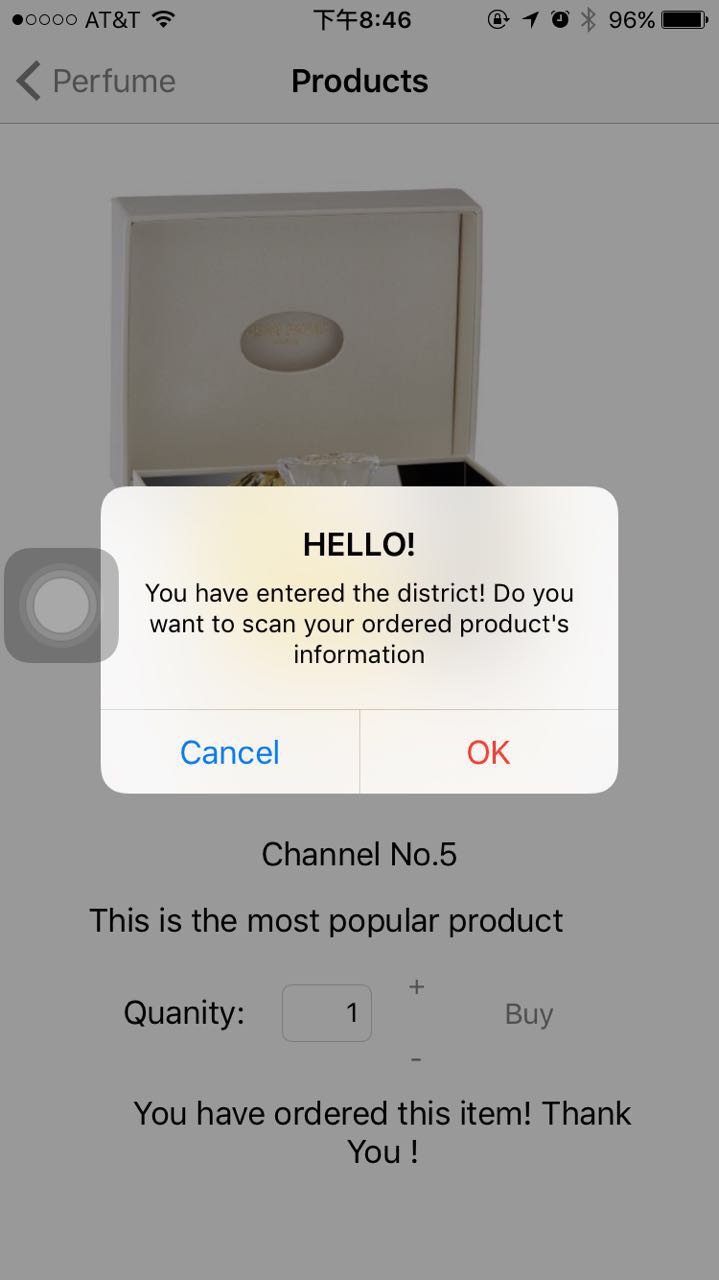 AT&T 下午8:46 96%
Perfume Products
HELLO!
You have entered the district! Do you
want to scan your ordered product's
information
Cancel OK
Channel No.5
This is the most popular product
+
Quanity: 1 Buy
-
You have ordered this item! Thank
You !